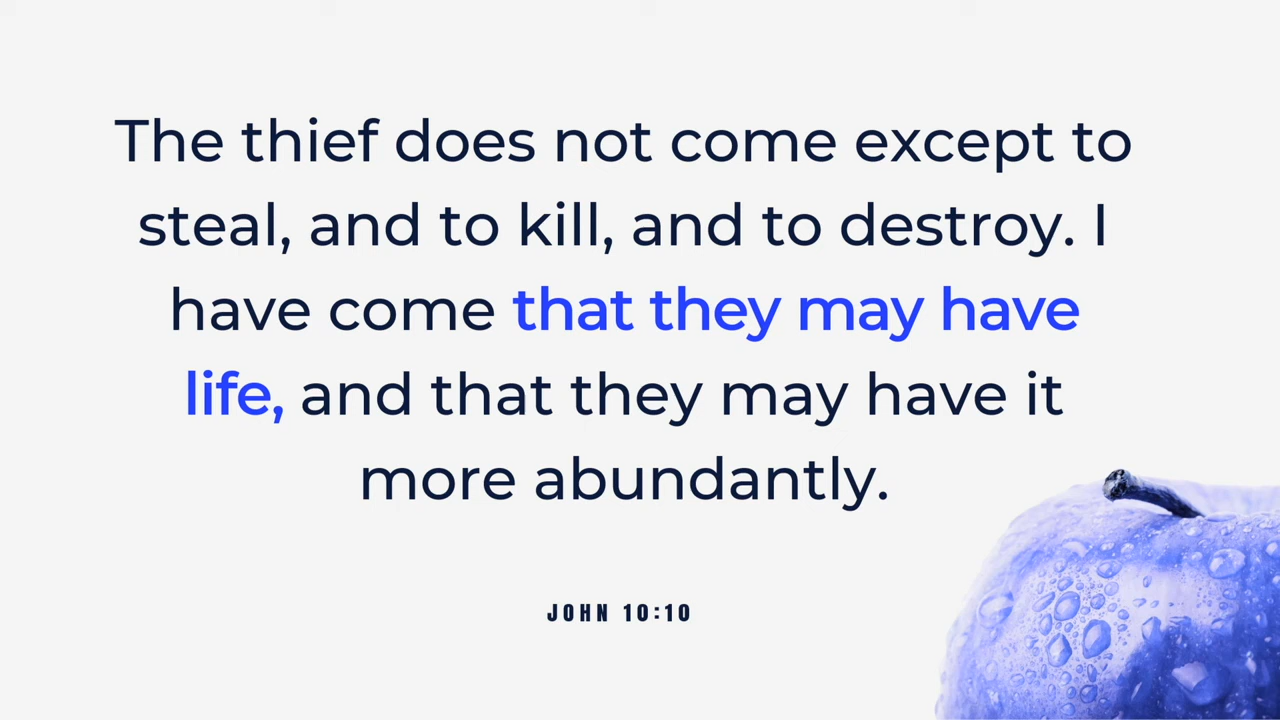 The thief does not come except to
steal, and to kill, and to destroy. I
have come that they may have
life, and that they may have it
more abundantly.
JOHN 10:10